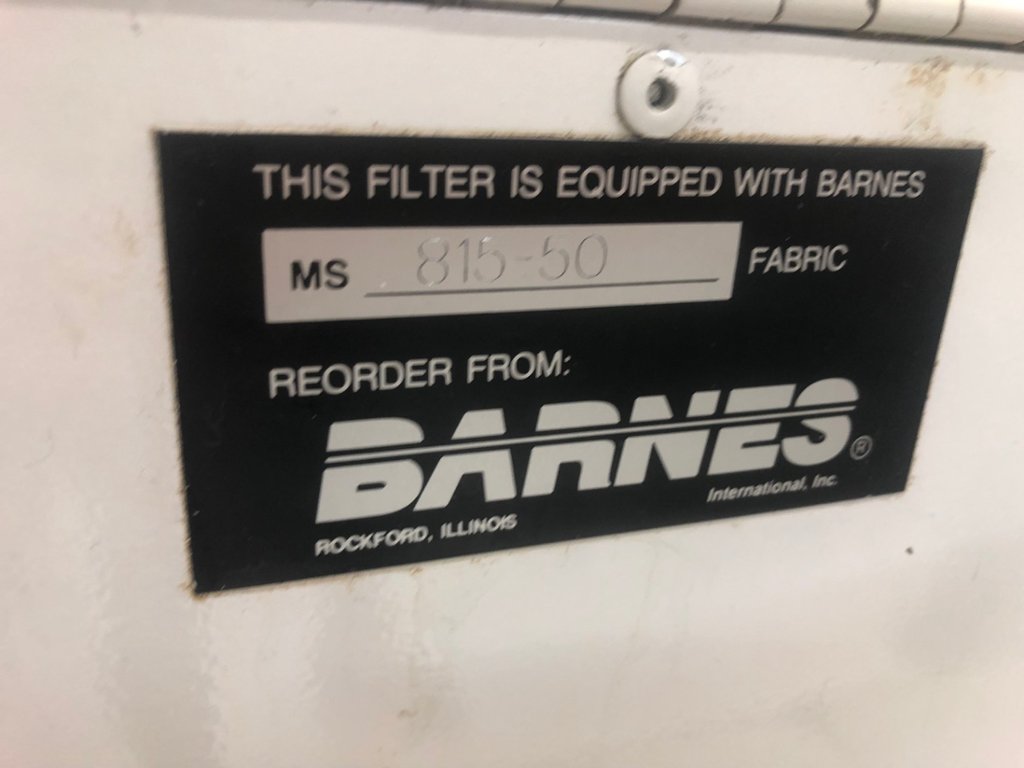 THIS FILTER IS EQUIPPED WITH BARNES
MS 815-50 FABRIC
REORDER FROM:
BARNES®
International, Inc.
ROCKFORD, ILLINOIS